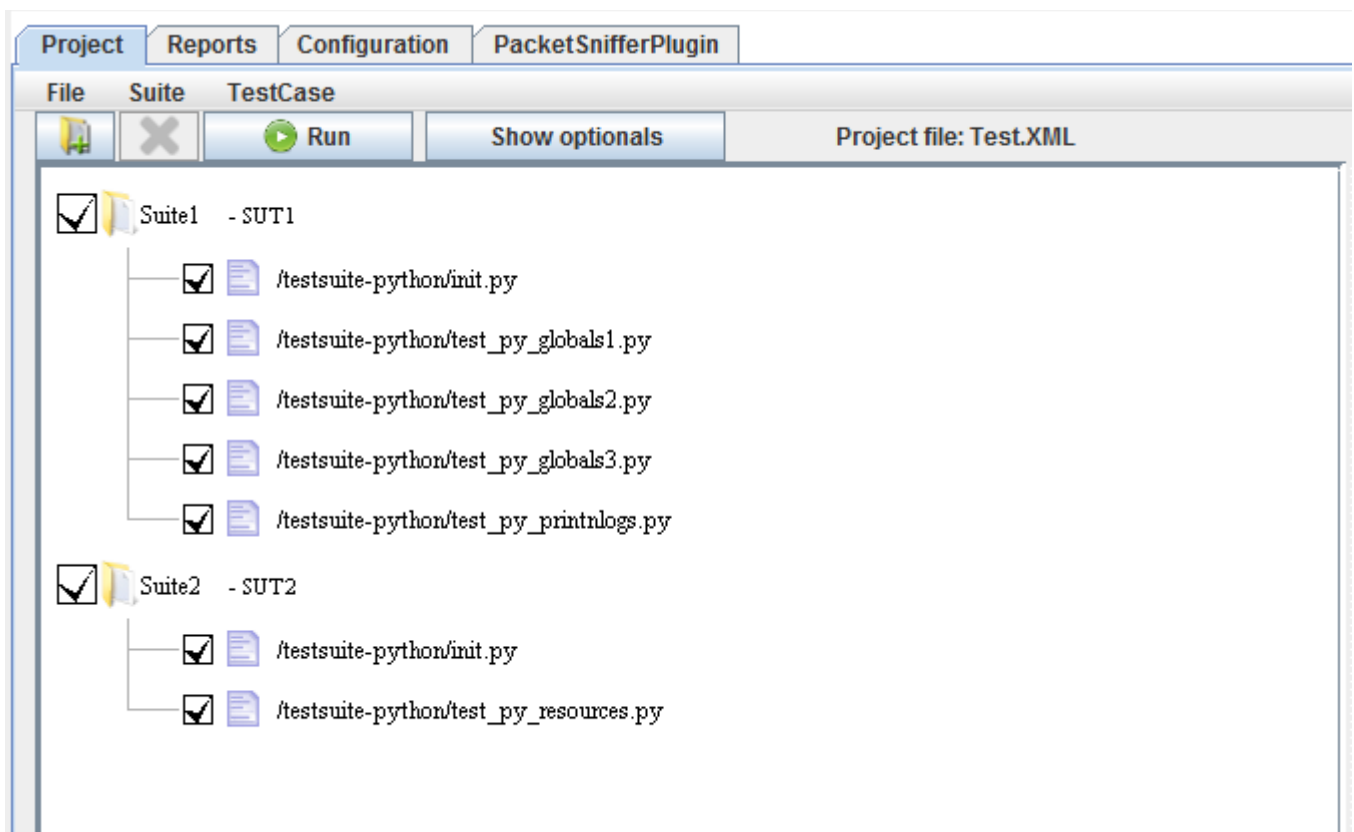 Project Reports Configuration PacketSnifferPlugin
File Suite TestCase
Run Show optionals Project file: Test.XML
Suite1 - SUT1
/testsuite-python/init.py
/testsuite-python/test_py_globals1.py
/testsuite-python/test_py_globals2.py
/testsuite-python/test_py_globals3.py
/testsuite-python/test_py_printnlogs.py
Suite2 - SUT2
/testsuite-python/init.py
/testsuite-python/test_py_resources.py